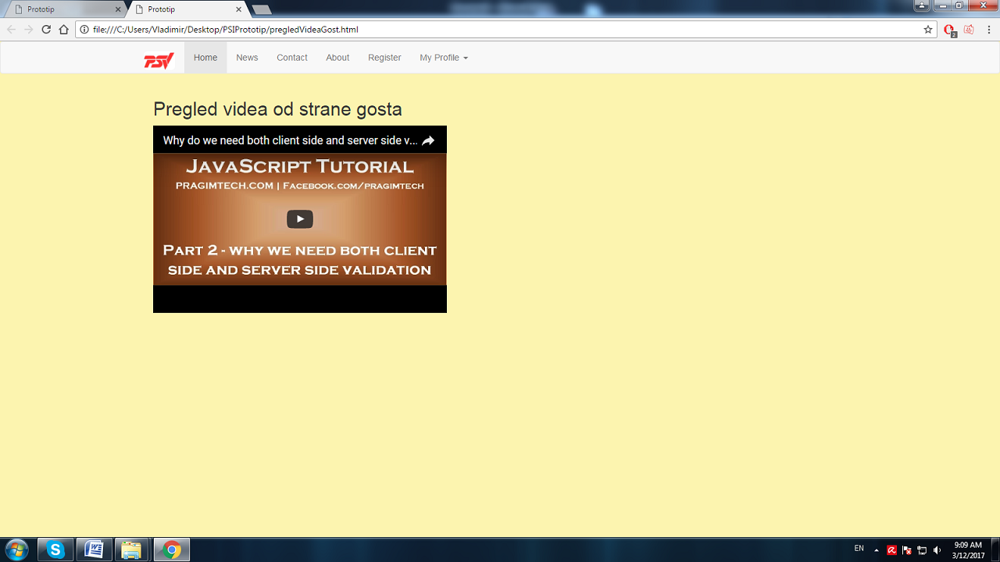 Prototip
Prototip
file:///C:/Users/Vladimir/Desktop/PSIPrototip/pregledVideaGost.html
2
PSV
Home
News
Contact
About
Register
My Profile
Pregled videa od strane gosta
Why do we need both client side and server side v...
JavaScript Tutorial
PRAGIMTECH.COM | Facebook.com/pragimtech
Part 2 - why we need both client
side and server side validation
EN
9:09 AM
3/12/2017